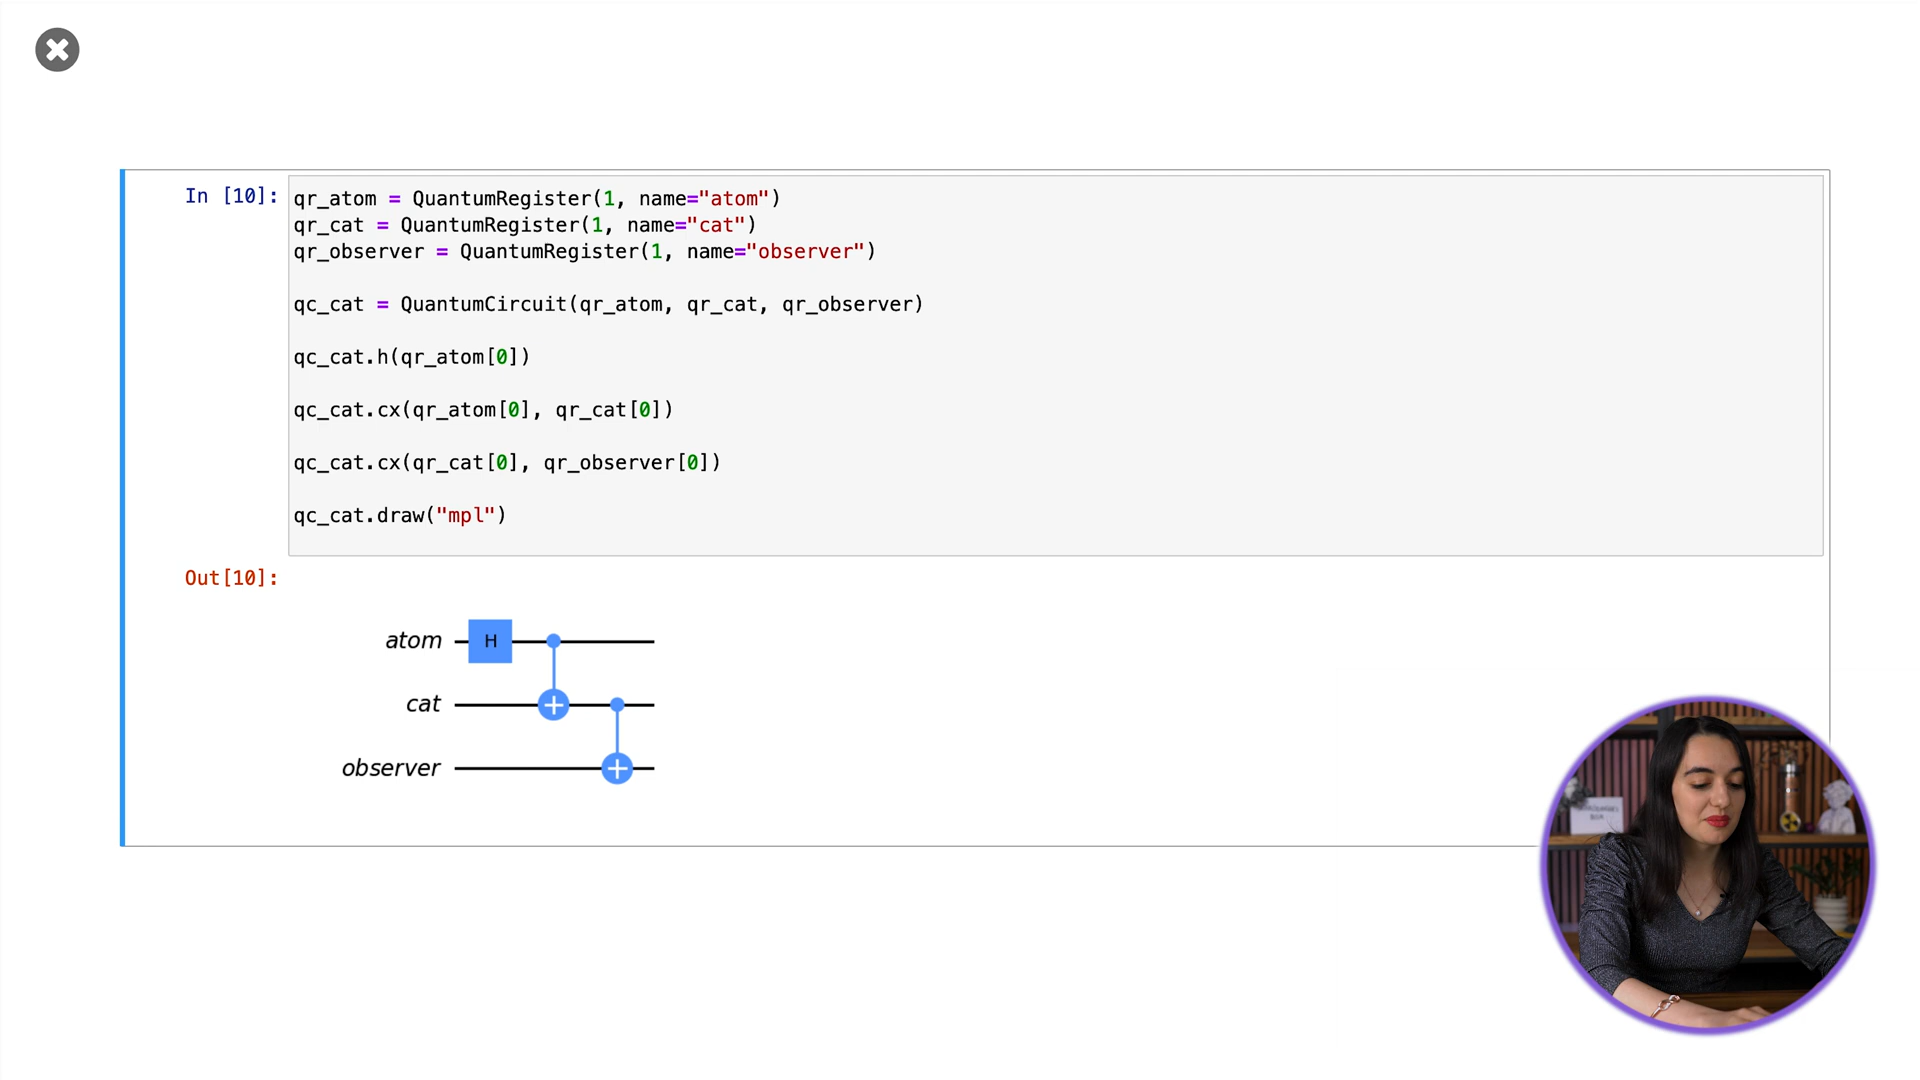 In [10]:
qr_atom = QuantumRegister(1, name="atom")
qr_cat = QuantumRegister(1, name="cat")
qr_observer = QuantumRegister(1, name="observer")
qc_cat = QuantumCircuit(qr_atom, qr_cat, qr_observer)
qc_cat.h(qr_atom[0])
qc_cat.cx(qr_atom[0], qr_cat[0])
qc_cat.cx(qr_cat[0], qr_observer[0])
qc_cat.draw("mpl")
Out[10]:
atom H
cat
observer